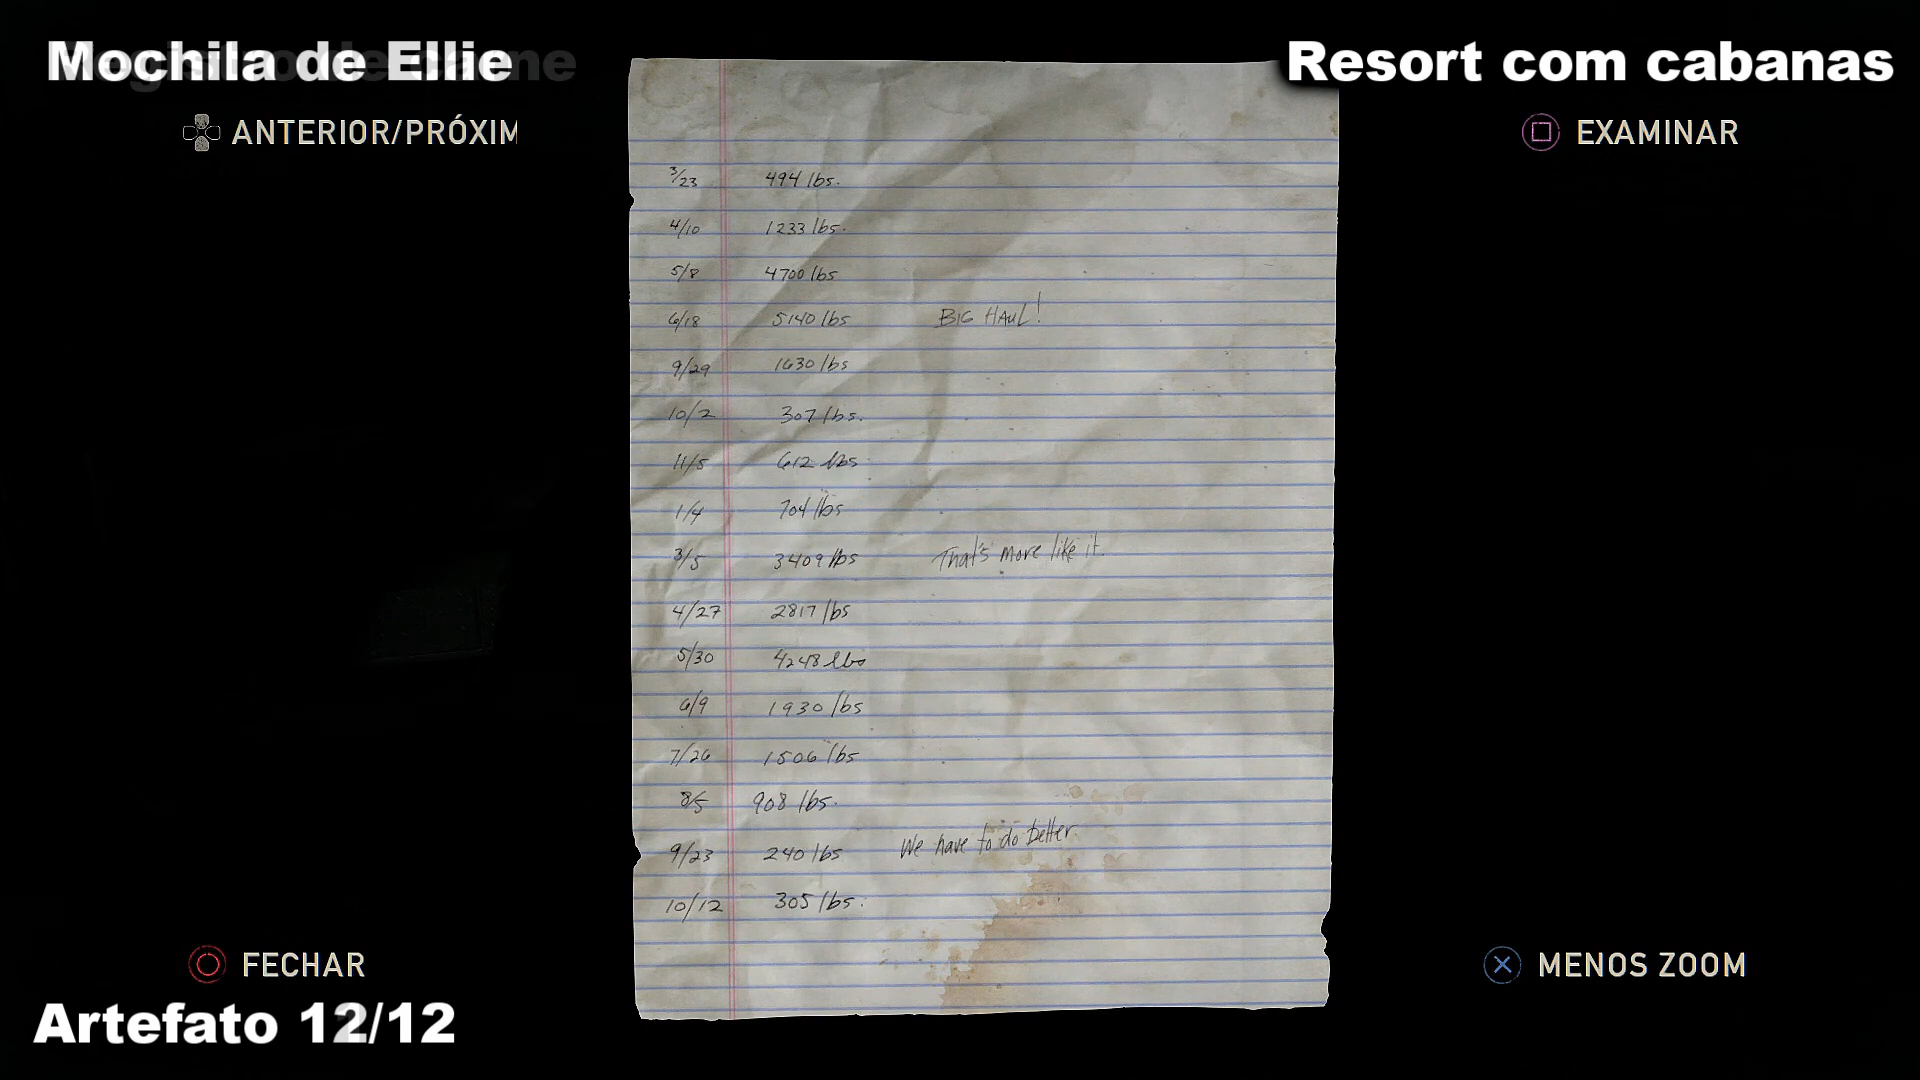 Mochila de Ellie
Resort com cabanas
ANTERIOR/PRÓXIM
EXAMINAR
3/23 494 lbs.
4/10 1233 lbs.
5/8 4700 lbs
6/18 5140 lbs BIG HAUL!
9/29 1630 lbs
10/2 307 lbs.
11/5 612 lbs
1/4 704 lbs
3/5 3409 lbs That's more like it.
4/27 2817 lbs
5/30 4248 lbs
6/9 1930 lbs
7/26 1506 lbs
8/5 908 lbs.
9/23 240 lbs We have to do better
10/12 305 lbs.
FECHAR
MENOS ZOOM
Artefato 12/12